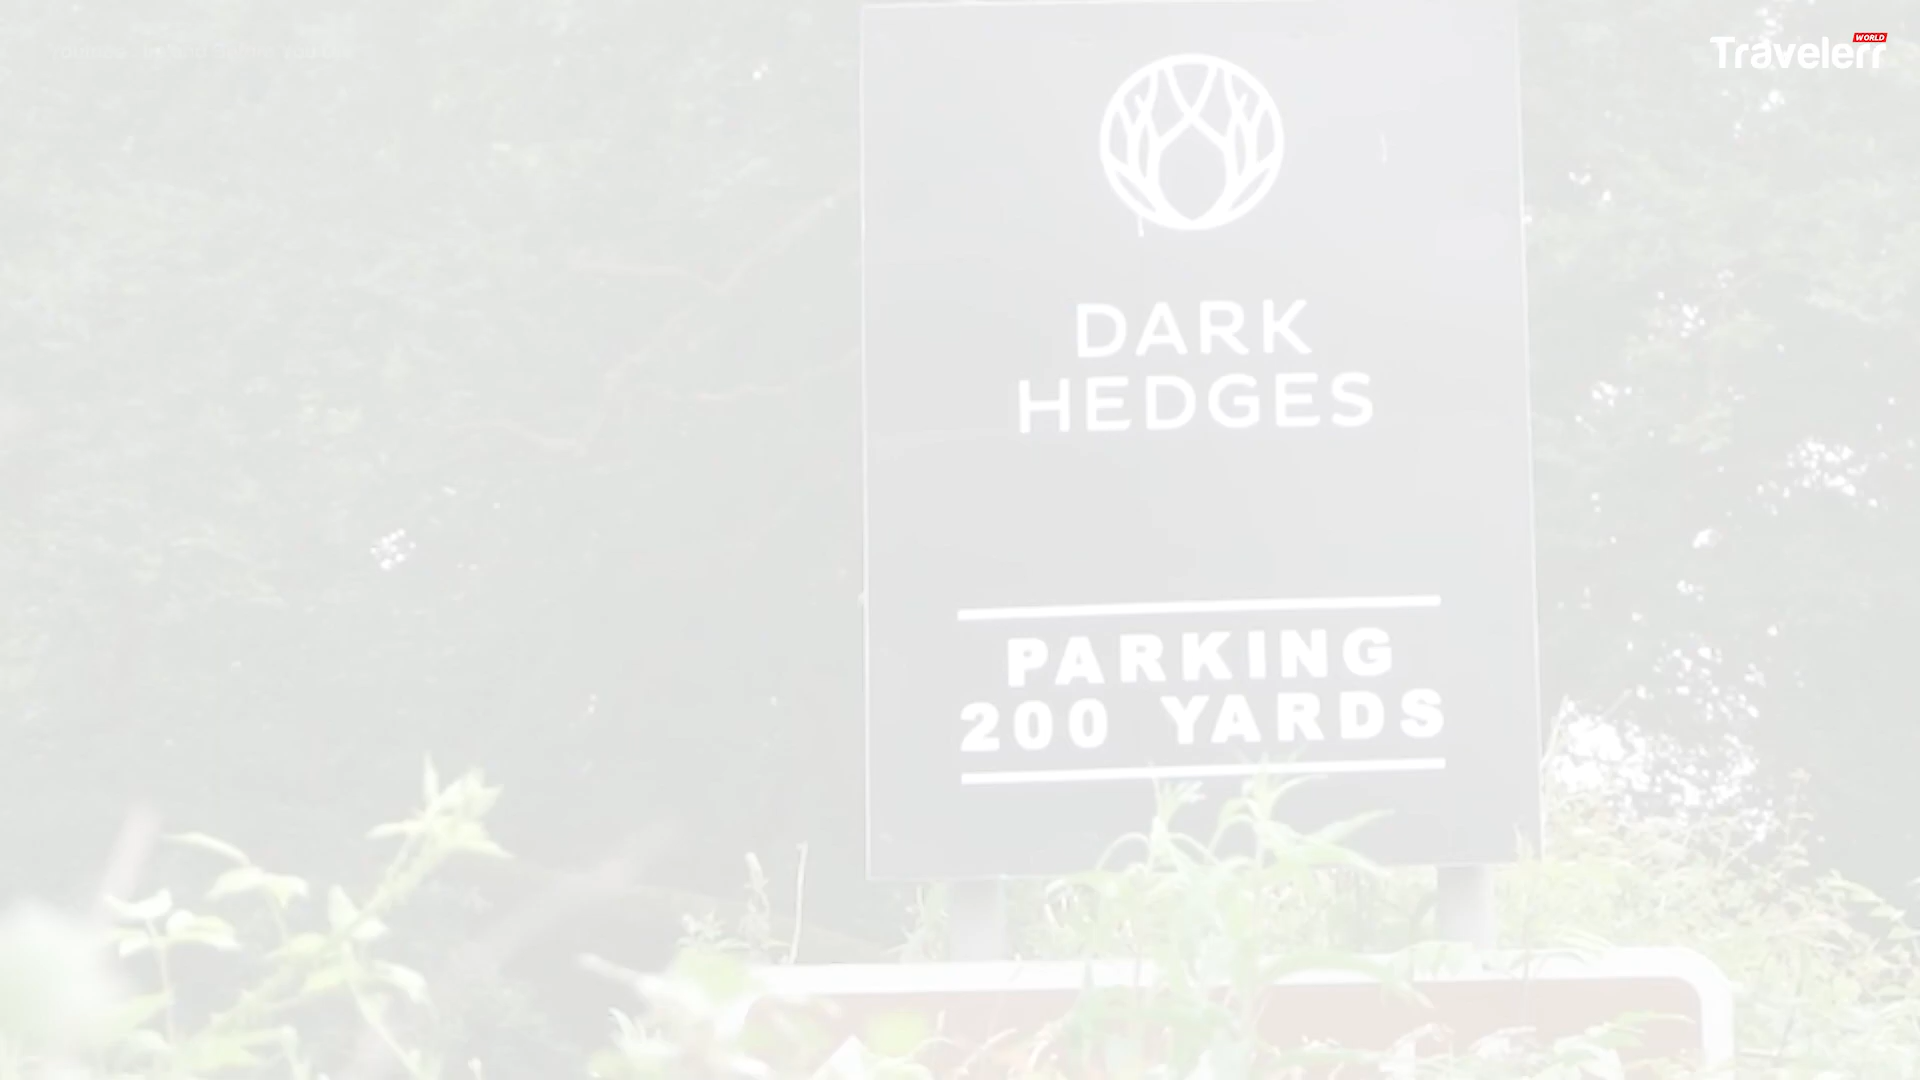 WORLD
Travelerr
DARK
HEDGES
PARKING
200 YARDS